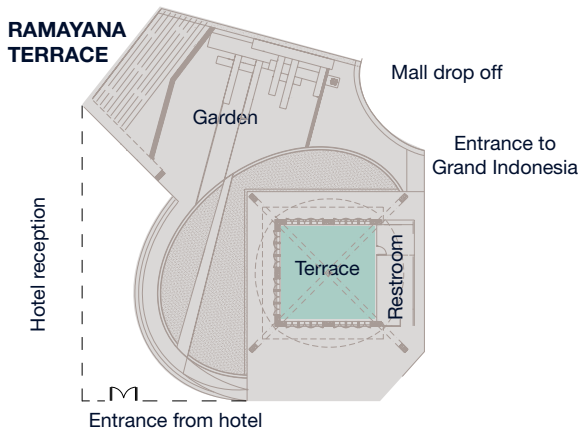 RAMAYANA
TERRACE
Mall drop off
Garden
Entrance to
Grand Indonesia
Hotel reception
Terrace
Restroom
Entrance from hotel